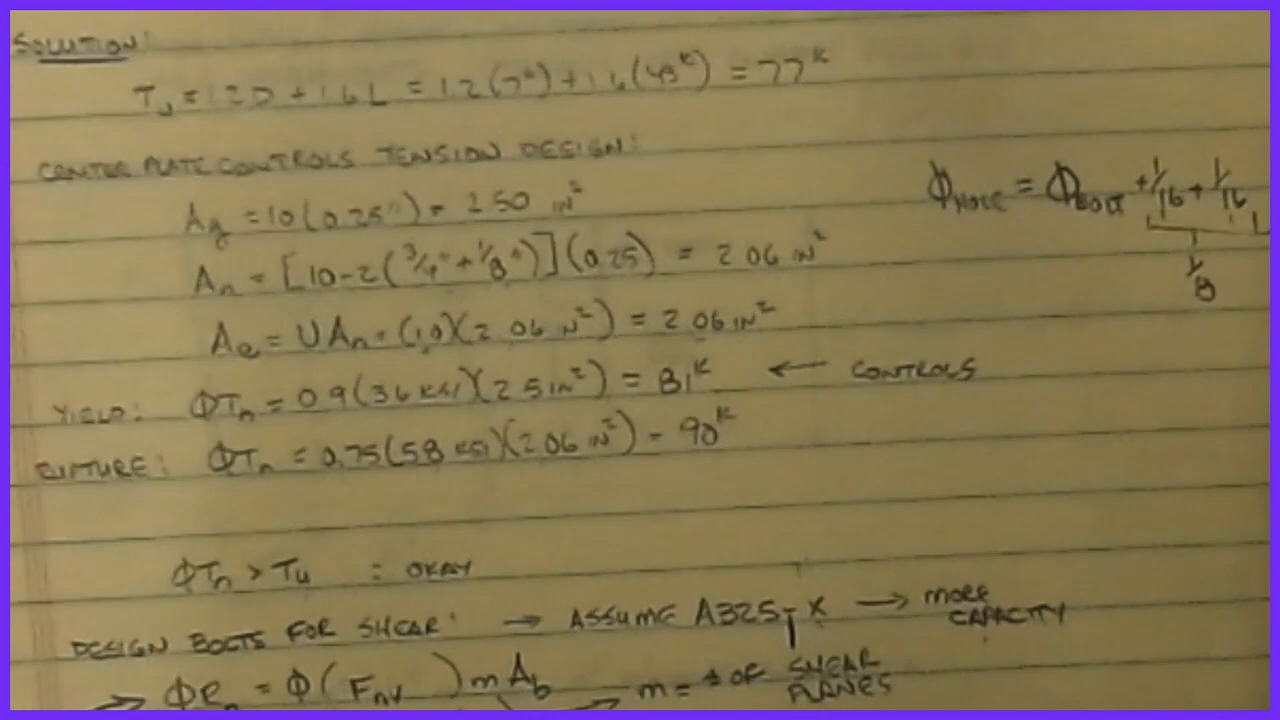 SOLUTION:
Tu = 1.2D + 1.6L = 1.2(7ᵏ) + 1.6(43ᵏ) = 77ᵏ
CENTER PLATE CONTROLS TENSION DESIGN:
Ag = 10(0.25") = 2.50 IN²
ΦHOLE = ΦBOLT + 1/16 + 1/16
1/8
An = [10-2(3/4" + 1/8")](0.25) = 2.06 IN²
Ae = UAn = (1.0)(2.06 IN²) = 2.06 IN²
YIELD: ΦTn = 0.9(36 KSI)(2.5 IN²) = 81ᵏ ← CONTROLS
RUPTURE: ΦTn = 0.75(58 KSI)(2.06 IN²) = 90ᵏ
ΦTn > Tu : OKAY
DESIGN BOLTS FOR SHEAR: → ASSUME A325-X → MORE CAPACITY
→ ΦRn = Φ(Fnv)mAb → m = # OF SHEAR PLANES